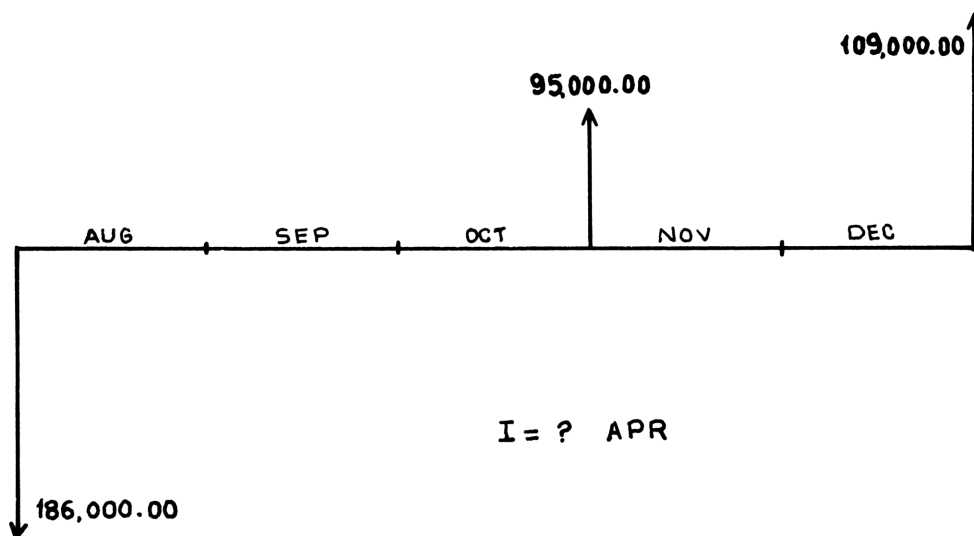 109,000.00
95,000.00
AUG SEP OCT NOV DEC
I = ? APR
186,000.00